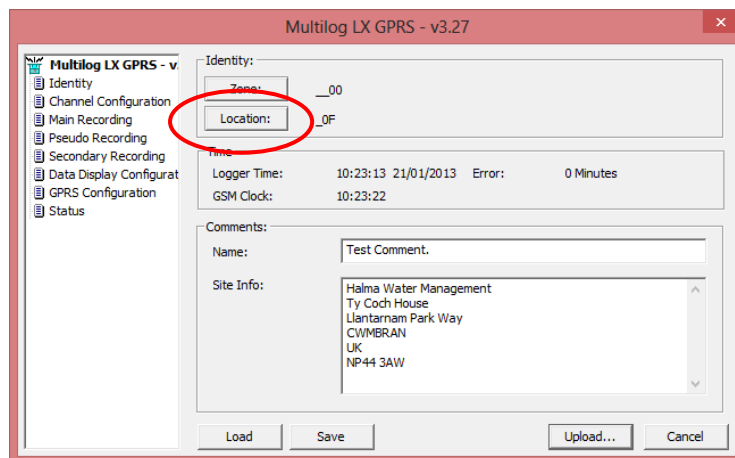 Multilog LX GPRS - v3.27
x
Multilog LX GPRS - v.
Identity
Channel Configuration
Main Recording
Pseudo Recording
Secondary Recording
Data Display Configurat
GPRS Configuration
Status
Identity:
Zone: __00
Location: _0F
Time
Logger Time: 10:23:13 21/01/2013 Error: 0 Minutes
GSM Clock: 10:23:22
Comments:
Name: Test Comment.
Site Info: Halma Water Management
Ty Coch House
Llantarnam Park Way
CWMBRAN
UK
NP44 3AW
Load Save Upload... Cancel